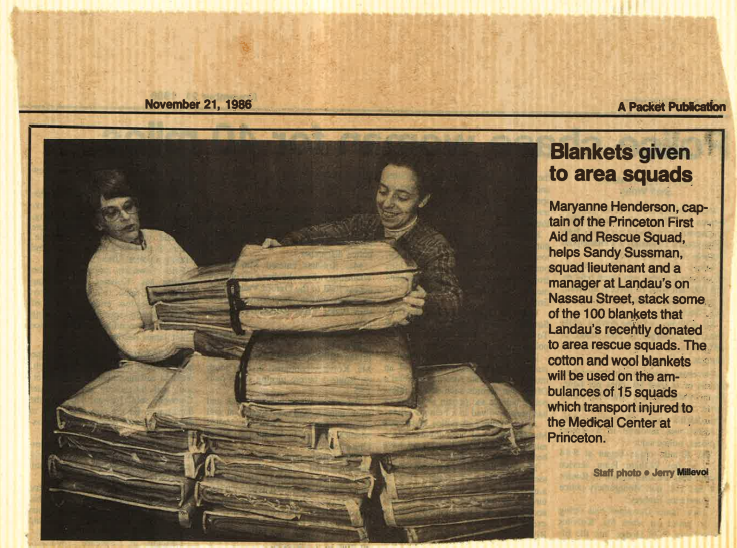 November 21, 1986
A Packet Publication
Blankets given
to area squads
Maryanne Henderson, cap-
tain of the Princeton First
Aid and Rescue Squad,
helps Sandy Sussman,
squad lieutenant and a
manager at Landau's on
Nassau Street, stack some
of the 100 blankets that
Landau's recently donated
to area rescue squads. The
cotton and wool blankets
will be used on the am-
bulances of 15 squads
which transport injured to
the Medical Center at
Princeton.
Staff photo • Jerry Millevoi